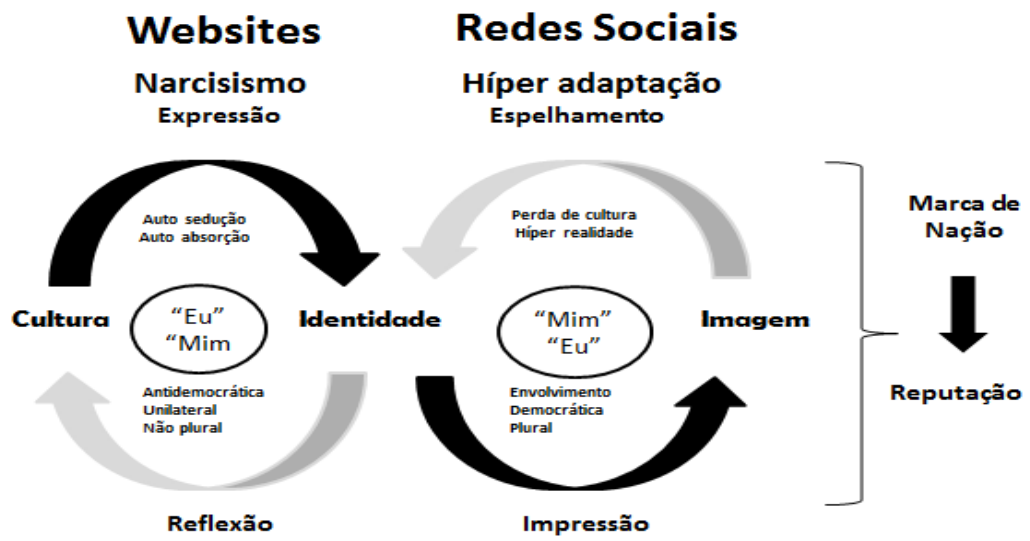 Websites
Redes Sociais
Narcisismo
Híper adaptação
Expressão
Espelhamento
Auto sedução
Auto absorção
Perda de cultura
Híper realidade
Marca de
Nação
Cultura
“Eu”
“Mim
Identidade
“Mim”
“Eu”
Imagem
Antidemocrática
Unilateral
Não plural
Envolvimento
Democrática
Plural
Reputação
Reflexão
Impressão